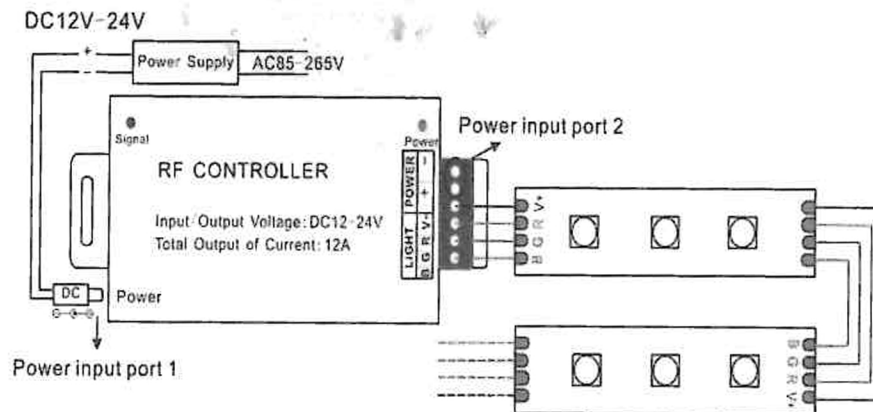 DC12V-24V
+
−
Power Supply
AC85-265V
Signal
Power
Power input port 2
RF CONTROLLER
Input/Output Voltage: DC12-24V
Total Output of Current: 12A
POWER
−
+
LIGHT
V+
R
G
B
V+
R
G
B
DC
Power
Power input port 1
B
G
R
V+